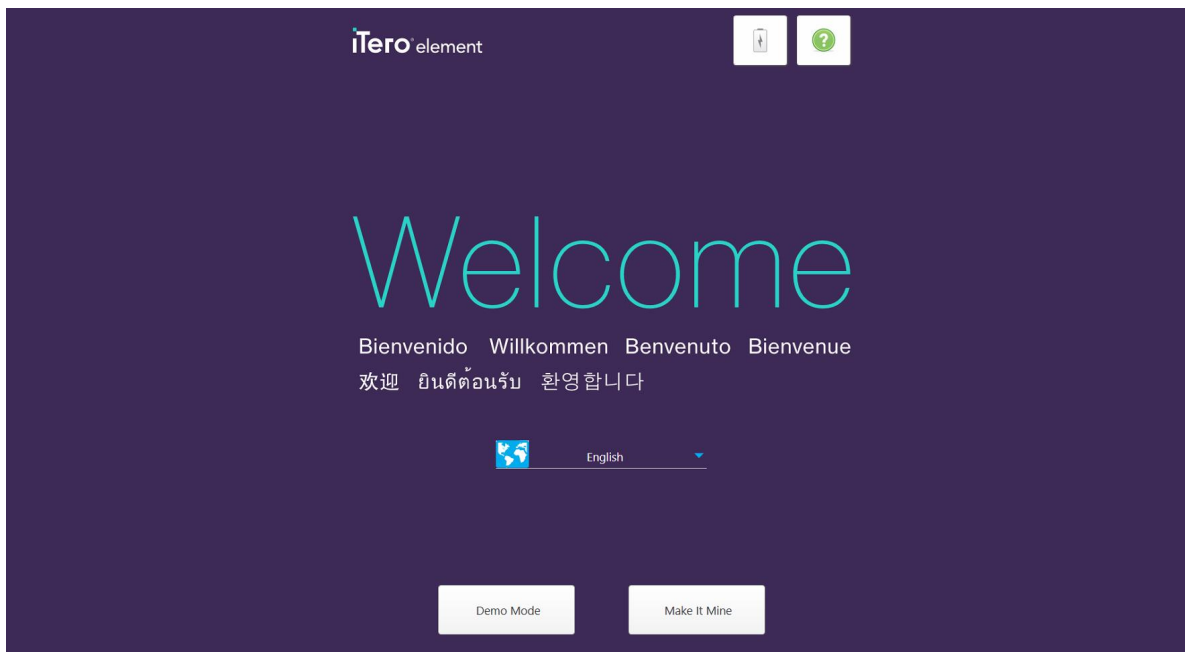 iTero® element
Welcome
Bienvenido Willkommen Benvenuto Bienvenue
欢迎 ยินดีต้อนรับ 환영합니다
English
Demo Mode Make It Mine